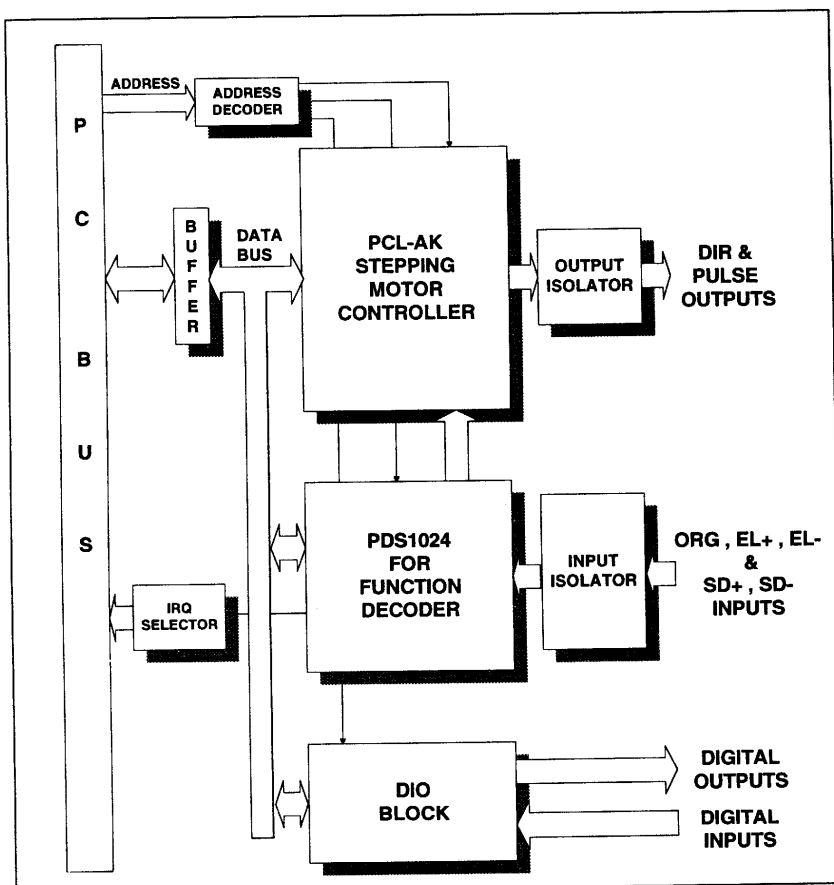 P
C
B
U
S
ADDRESS
ADDRESS
DECODER
B
U
F
F
E
R
DATA
BUS
PCL-AK
STEPPING
MOTOR
CONTROLLER
OUTPUT
ISOLATOR
DIR &
PULSE
OUTPUTS
PDS1024
FOR
FUNCTION
DECODER
INPUT
ISOLATOR
ORG , EL+ , EL-
&
SD+ , SD-
INPUTS
IRQ
SELECTOR
DIO
BLOCK
DIGITAL
OUTPUTS
DIGITAL
INPUTS